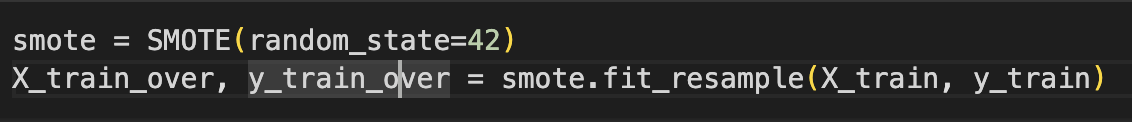 smote = SMOTE(random_state=42)
X_train_over, y_train_over = smote.fit_resample(X_train, y_train)